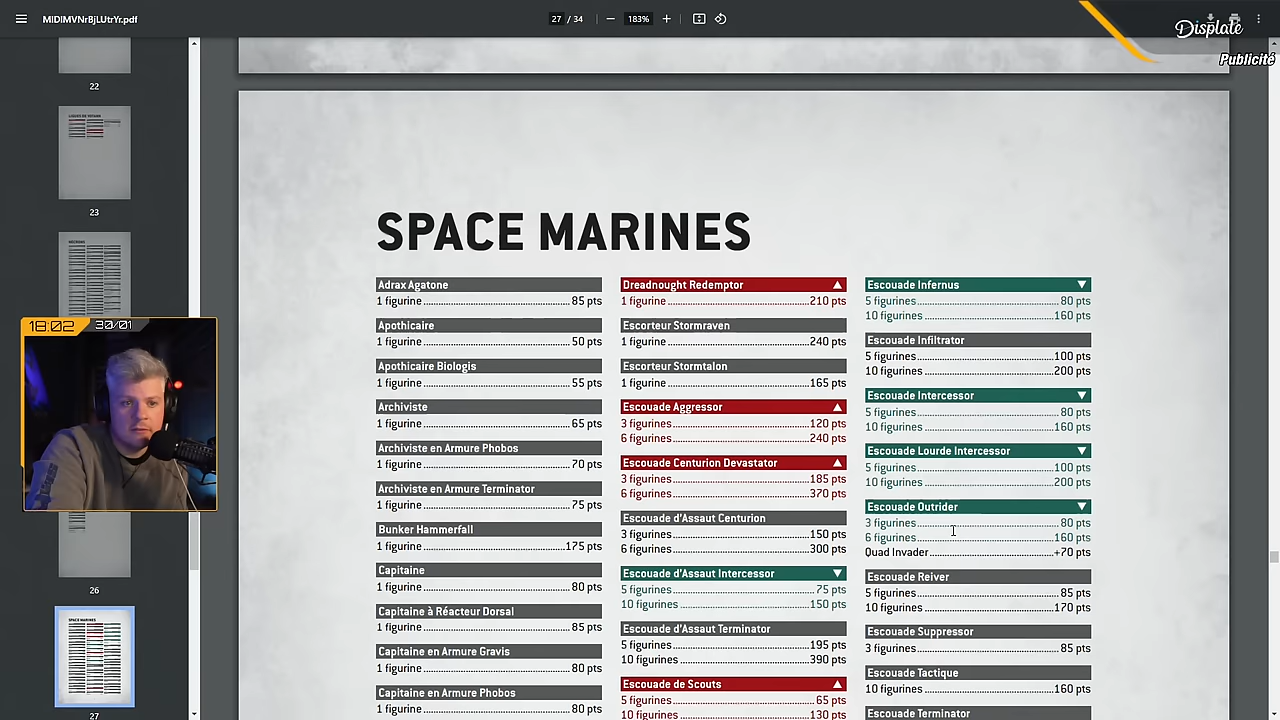 MIDIMVNrBjLUtrYr.pdf
27 / 34
183%
Displate
Publicité
22
23
26
27
18:02 30/01
SPACE MARINES
Adrax Agatone
1 figurine 85 pts
Apothicaire
1 figurine 50 pts
Apothicaire Biologis
1 figurine 55 pts
Archiviste
1 figurine 65 pts
Archiviste en Armure Phobos
1 figurine 70 pts
Archiviste en Armure Terminator
1 figurine 75 pts
Bunker Hammerfall
1 figurine 175 pts
Capitaine
1 figurine 80 pts
Capitaine à Réacteur Dorsal
1 figurine 85 pts
Capitaine en Armure Gravis
1 figurine 80 pts
Capitaine en Armure Phobos
1 figurine 80 pts
Dreadnought Redemptor ▲
1 figurine 210 pts
Escorteur Stormraven
1 figurine 240 pts
Escorteur Stormtalon
1 figurine 165 pts
Escouade Aggressor ▲
3 figurines 120 pts
6 figurines 240 pts
Escouade Centurion Devastator ▲
3 figurines 185 pts
6 figurines 370 pts
Escouade d'Assaut Centurion
3 figurines 150 pts
6 figurines 300 pts
Escouade d'Assaut Intercessor ▼
5 figurines 75 pts
10 figurines 150 pts
Escouade d'Assaut Terminator
5 figurines 195 pts
10 figurines 390 pts
Escouade de Scouts ▲
5 figurines 65 pts
10 figurines 130 pts
Escouade Infernus ▼
5 figurines 80 pts
10 figurines 160 pts
Escouade Infiltrator
5 figurines 100 pts
10 figurines 200 pts
Escouade Intercessor ▼
5 figurines 80 pts
10 figurines 160 pts
Escouade Lourde Intercessor ▼
5 figurines 100 pts
10 figurines 200 pts
Escouade Outrider ▼
3 figurines 80 pts
6 figurines 160 pts
Quad Invader +70 pts
Escouade Reiver
5 figurines 85 pts
10 figurines 170 pts
Escouade Suppressor
3 figurines 85 pts
Escouade Tactique
10 figurines 160 pts
Escouade Terminator